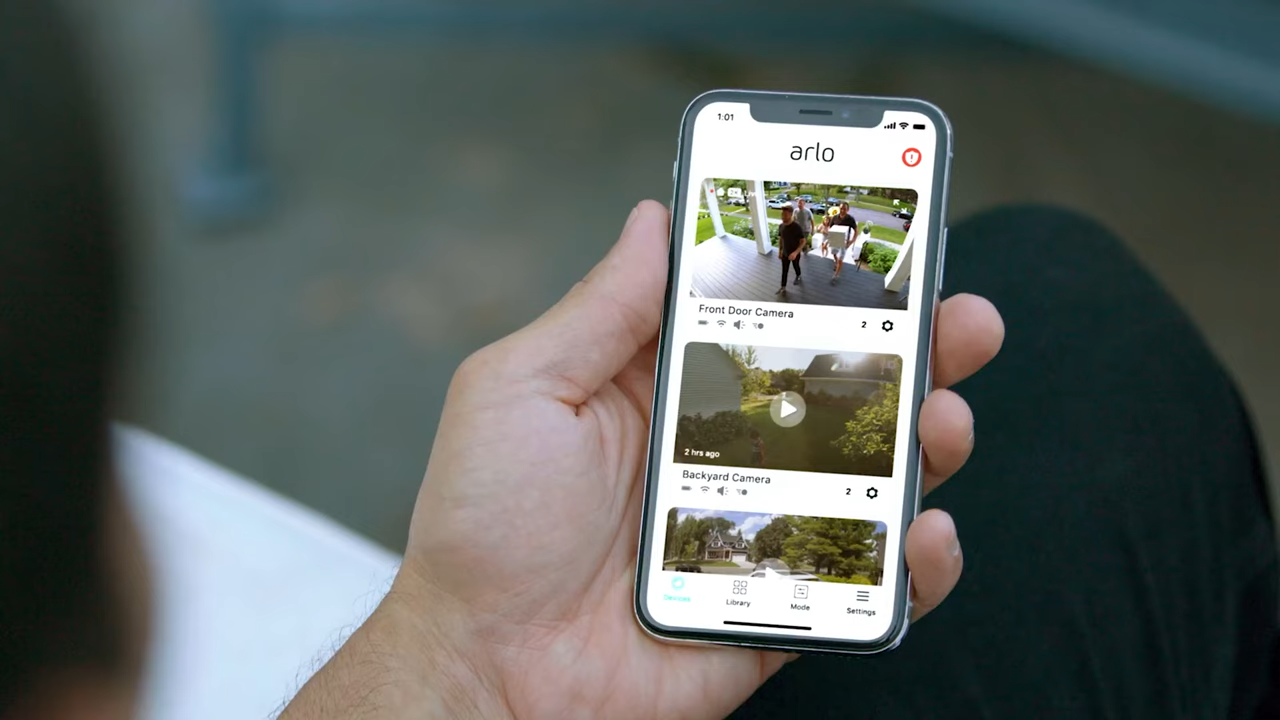 1:01
arlo
Front Door Camera
2
2 hrs ago
Backyard Camera
2
Devices
Library
Mode
Settings